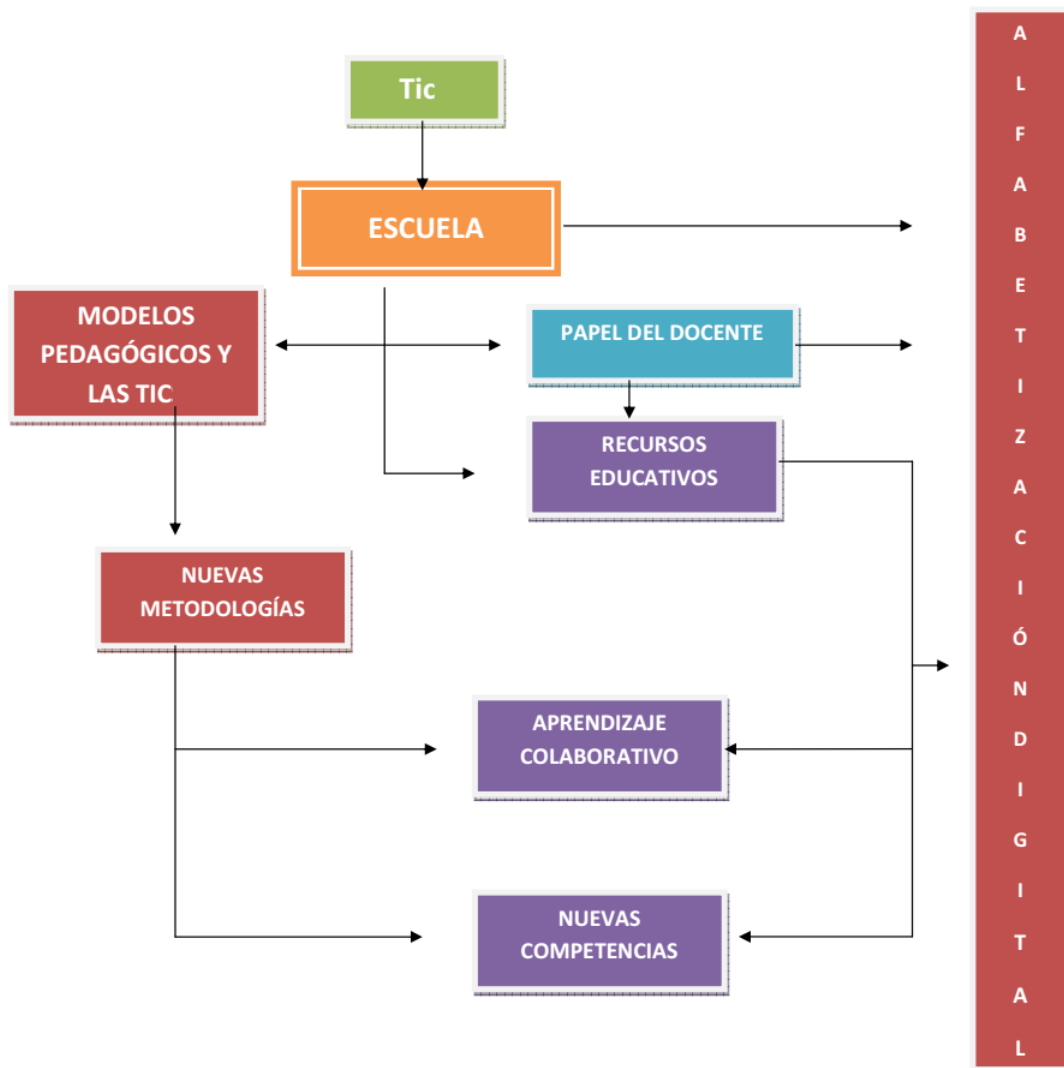 Tic
ESCUELA
MODELOS
PEDAGÓGICOS Y
LAS TIC
PAPEL DEL DOCENTE
RECURSOS
EDUCATIVOS
NUEVAS
METODOLOGÍAS
APRENDIZAJE
COLABORATIVO
NUEVAS
COMPETENCIAS
A
L
F
A
B
E
T
I
Z
A
C
I
Ó
N
D
I
G
I
T
A
L